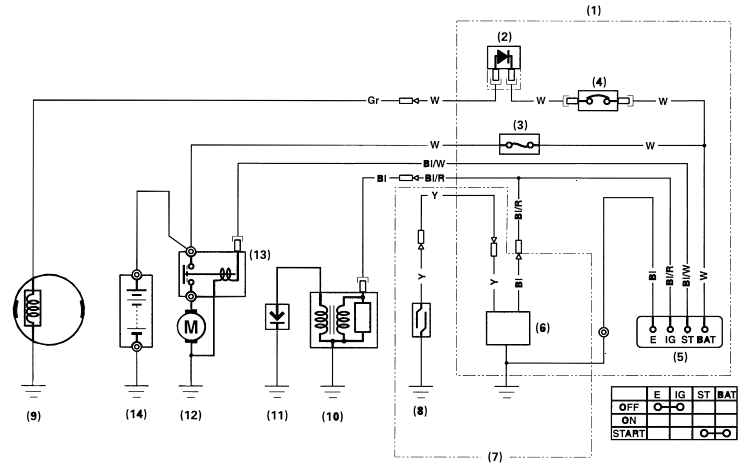 (1)
(2)
(4)
Gr W W W
(3)
W W
Bl/W
Bl Bl/R
Y
Bl/R
(13)
Y Y Bl
Bl Bl/R Bl/W W
M
(6)
E IG ST BAT
(5)
(9) (14) (12) (11) (10) (8)
(7)
E IG ST BAT
OFF
ON
START